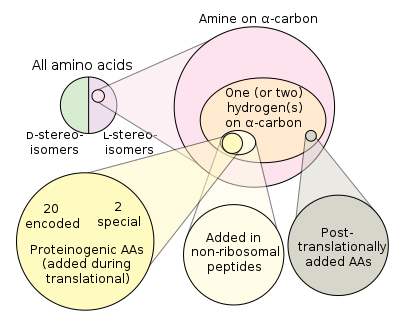 Amine on α-carbon
All amino acids
One (or two)
hydrogen(s)
on α-carbon
D-stereo-
isomers
L-stereo-
isomers
20
encoded
2
special
Proteinogenic AAs
(added during
translational)
Added in
non-ribosomal
peptides
Post-
translationally
added AAs